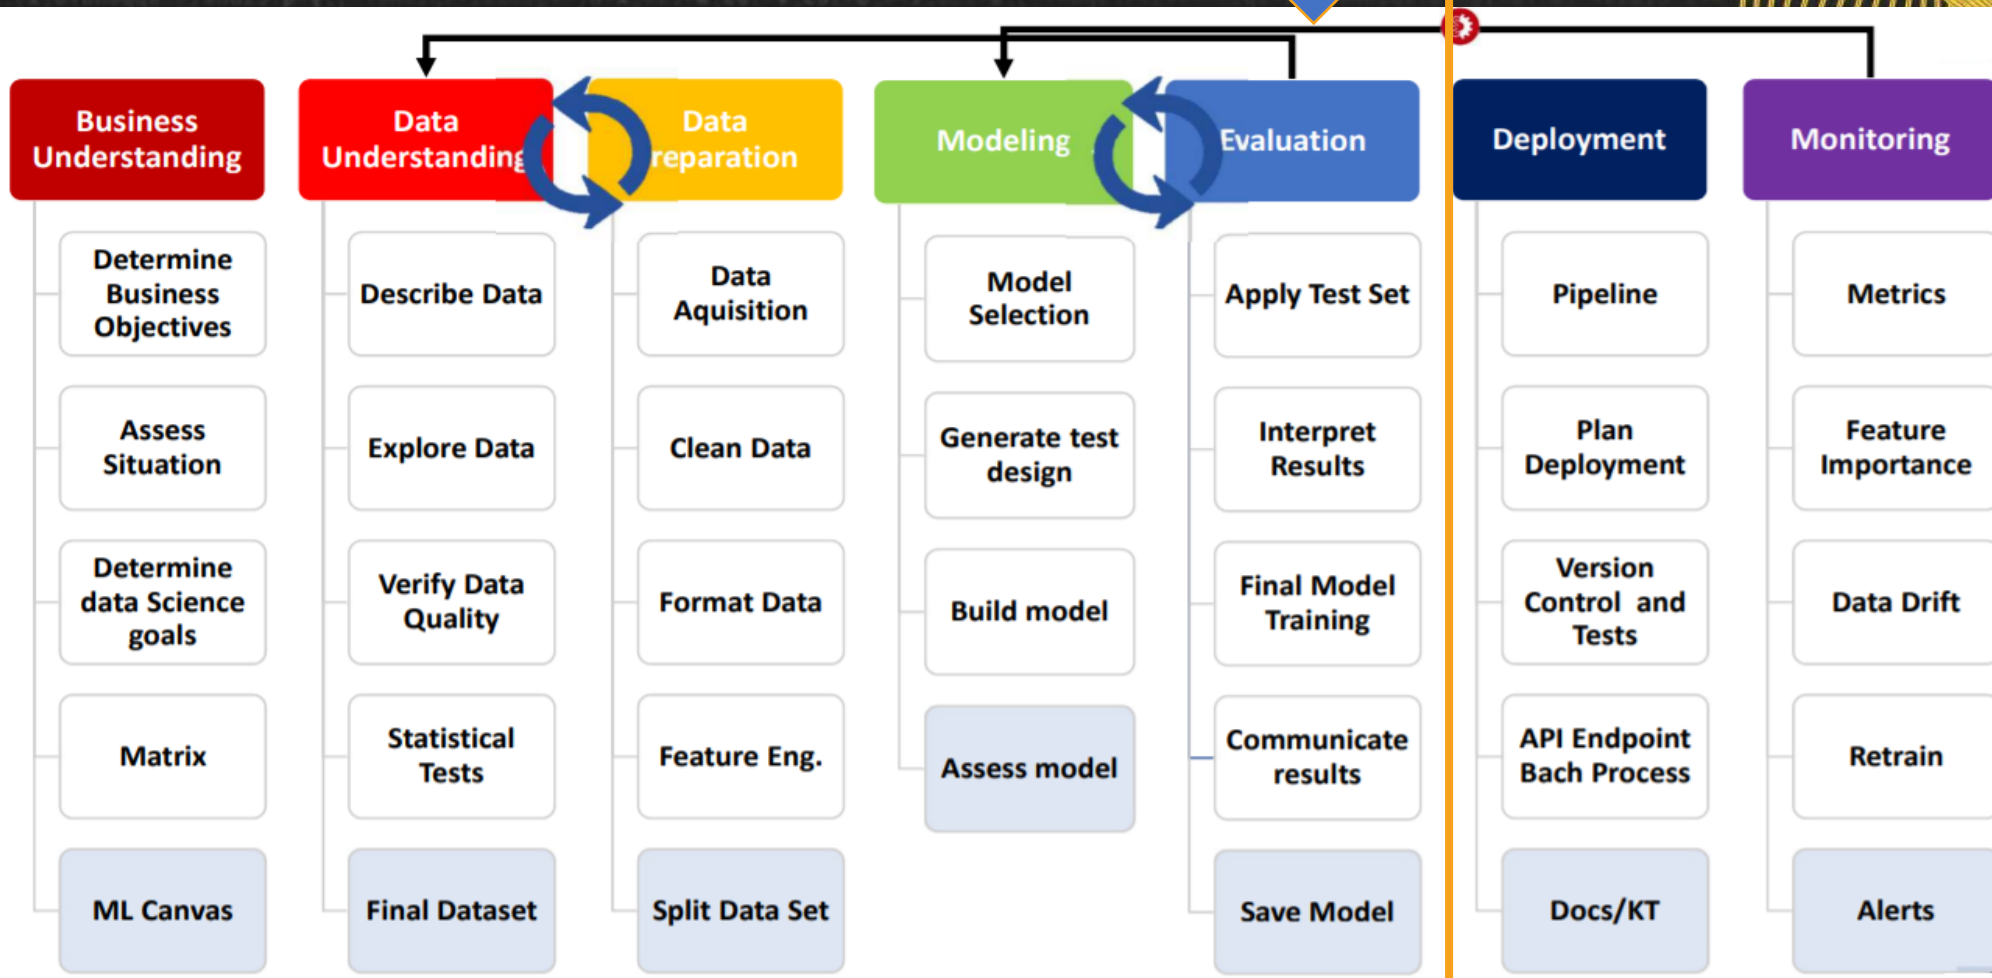 Business
Understanding
Data
Understanding
Data
reparation
Modeling
Evaluation
Deployment
Monitoring
Determine
Business
Objectives
Assess
Situation
Determine
data Science
goals
Matrix
ML Canvas
Describe Data
Explore Data
Verify Data
Quality
Statistical
Tests
Final Dataset
Data
Aquisition
Clean Data
Format Data
Feature Eng.
Split Data Set
Model
Selection
Generate test
design
Build model
Assess model
Apply Test Set
Interpret
Results
Final Model
Training
Communicate
results
Save Model
Pipeline
Plan
Deployment
Version
Control and
Tests
API Endpoint
Bach Process
Docs/KT
Metrics
Feature
Importance
Data Drift
Retrain
Alerts